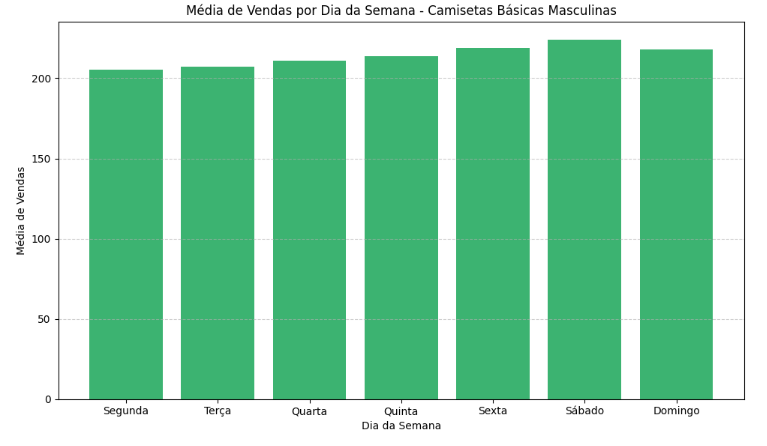 Média de Vendas por Dia da Semana - Camisetas Básicas Masculinas
Média de Vendas
200
150
100
50
0
Segunda Terça Quarta Quinta Sexta Sábado Domingo
Dia da Semana